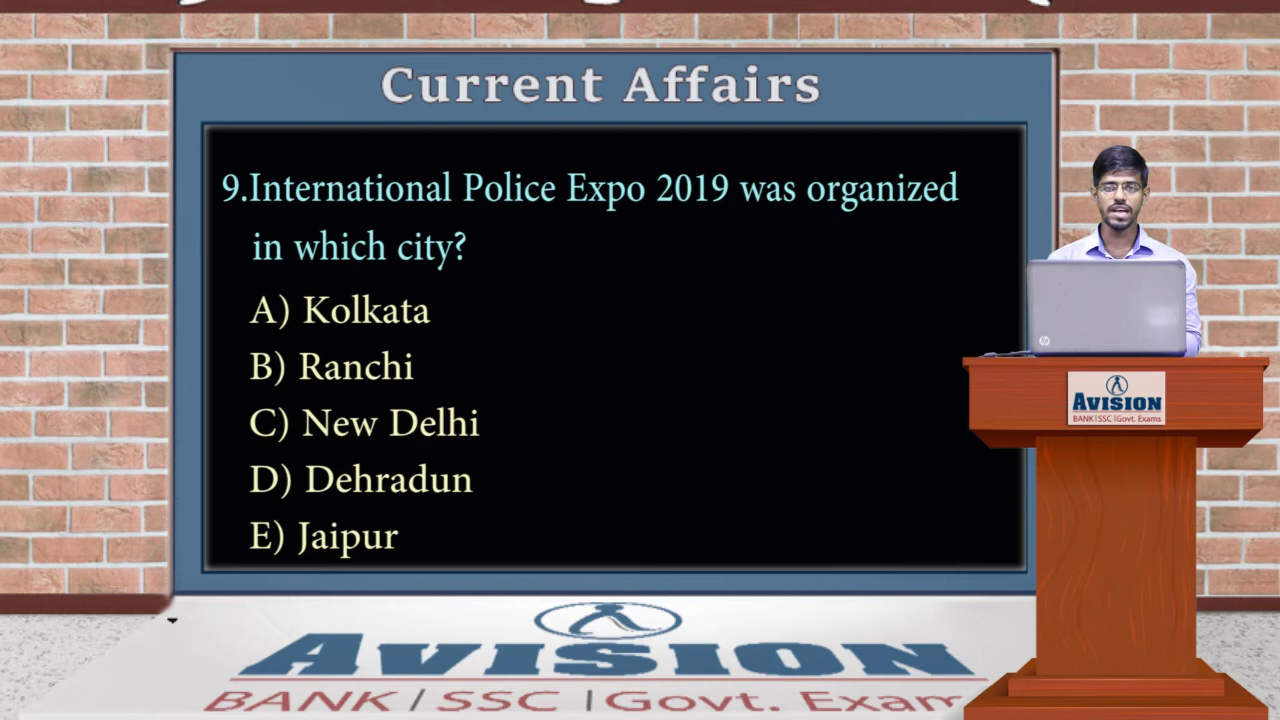 Current Affairs
9.International Police Expo 2019 was organized
in which city?
A) Kolkata
B) Ranchi
C) New Delhi
D) Dehradun
E) Jaipur
hp
AVISION
BANK|SSC|Govt. Exams
AVISION
BANK | SSC | Govt. Exam